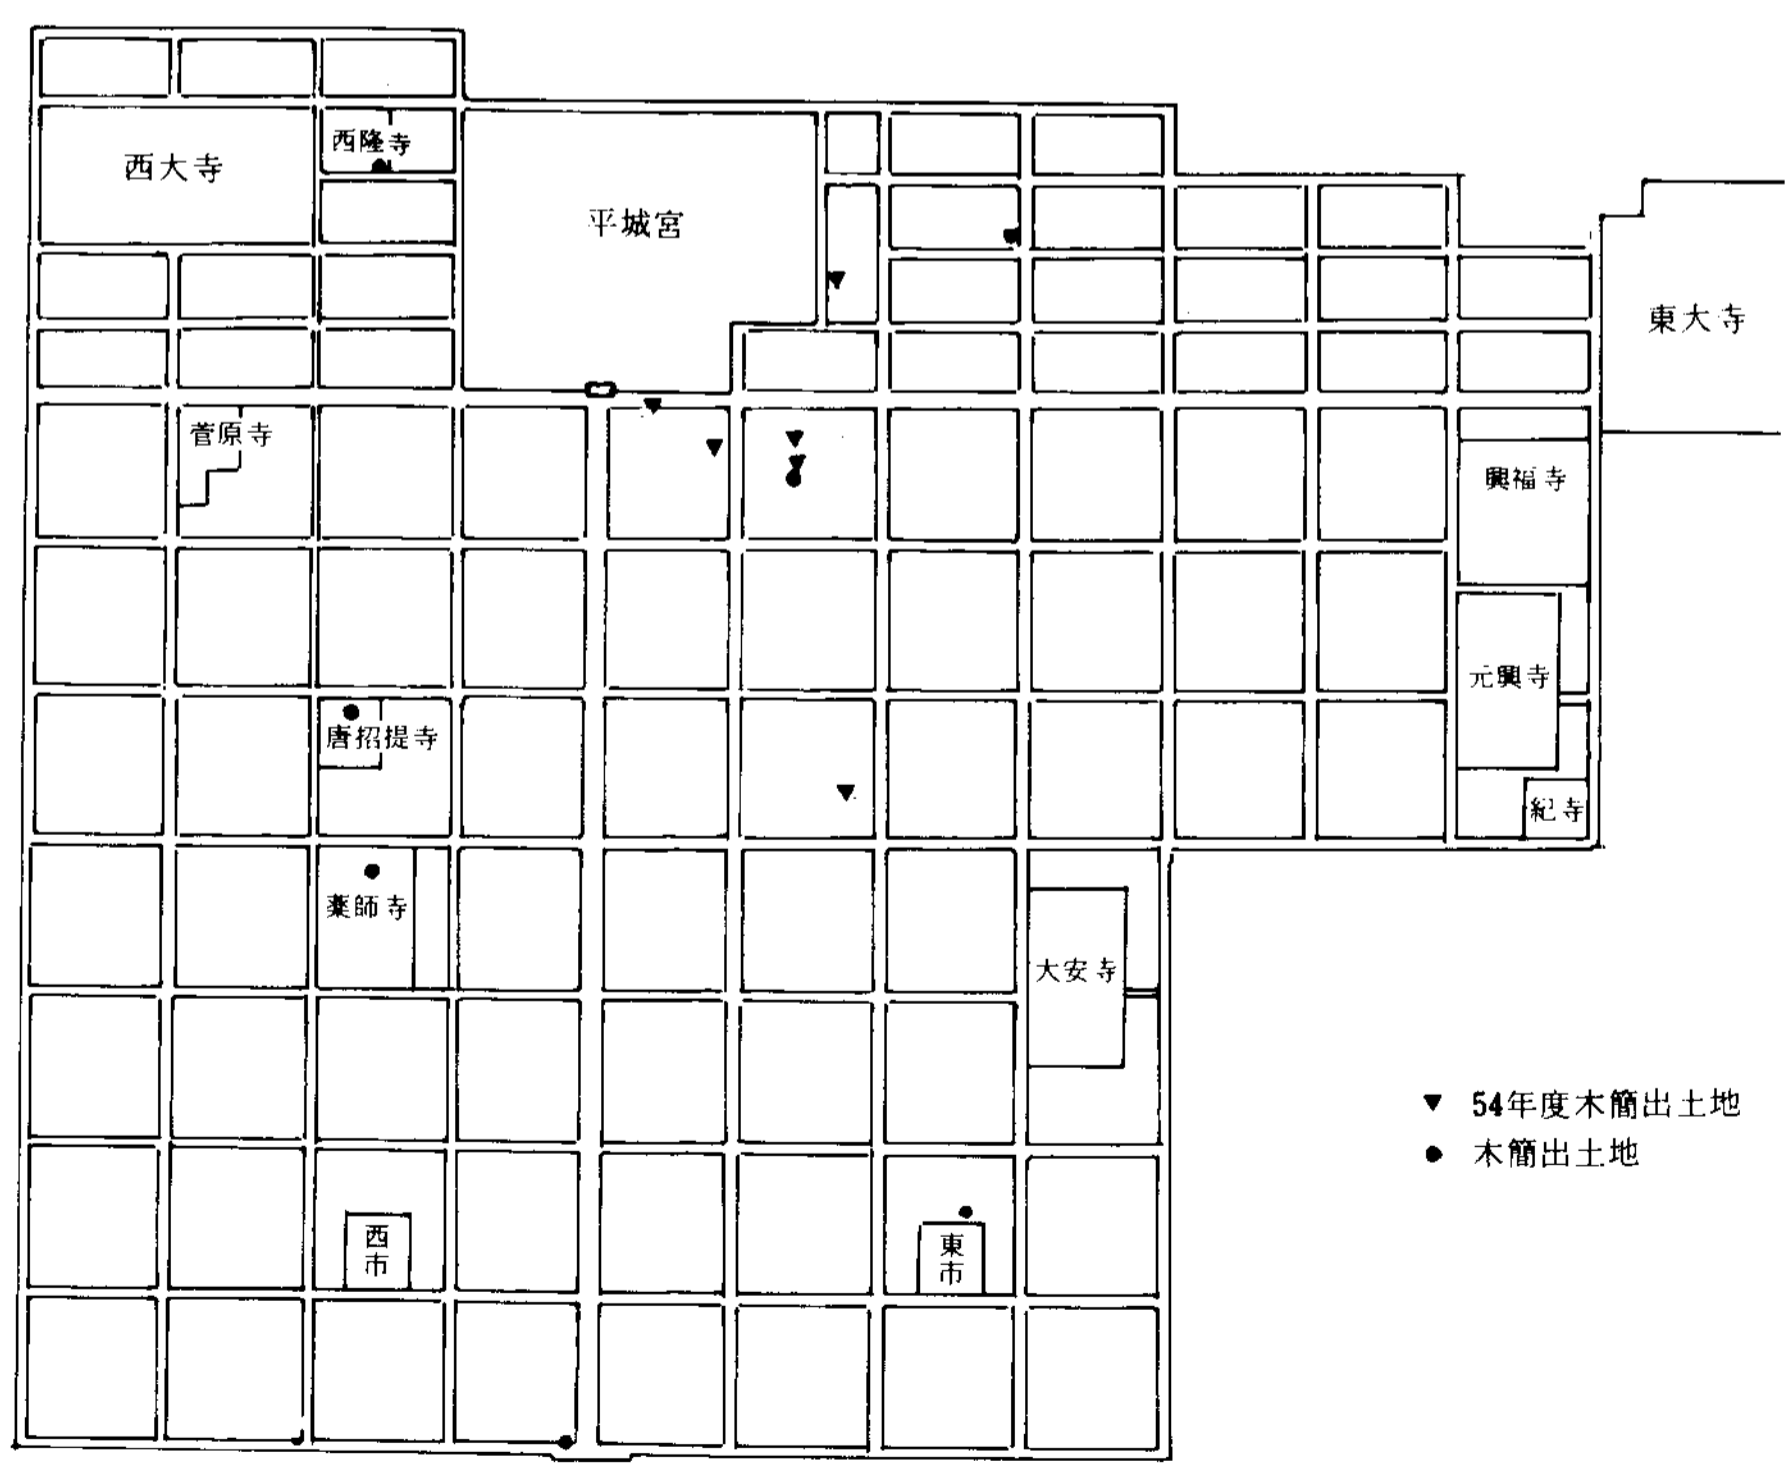 西隆寺
西大寺
平城宮
東大寺
菅原寺
興福寺
元興寺
唐招提寺
紀寺
薬師寺
大安寺
▼ 54年度木簡出土地
● 木簡出土地
西市
東市